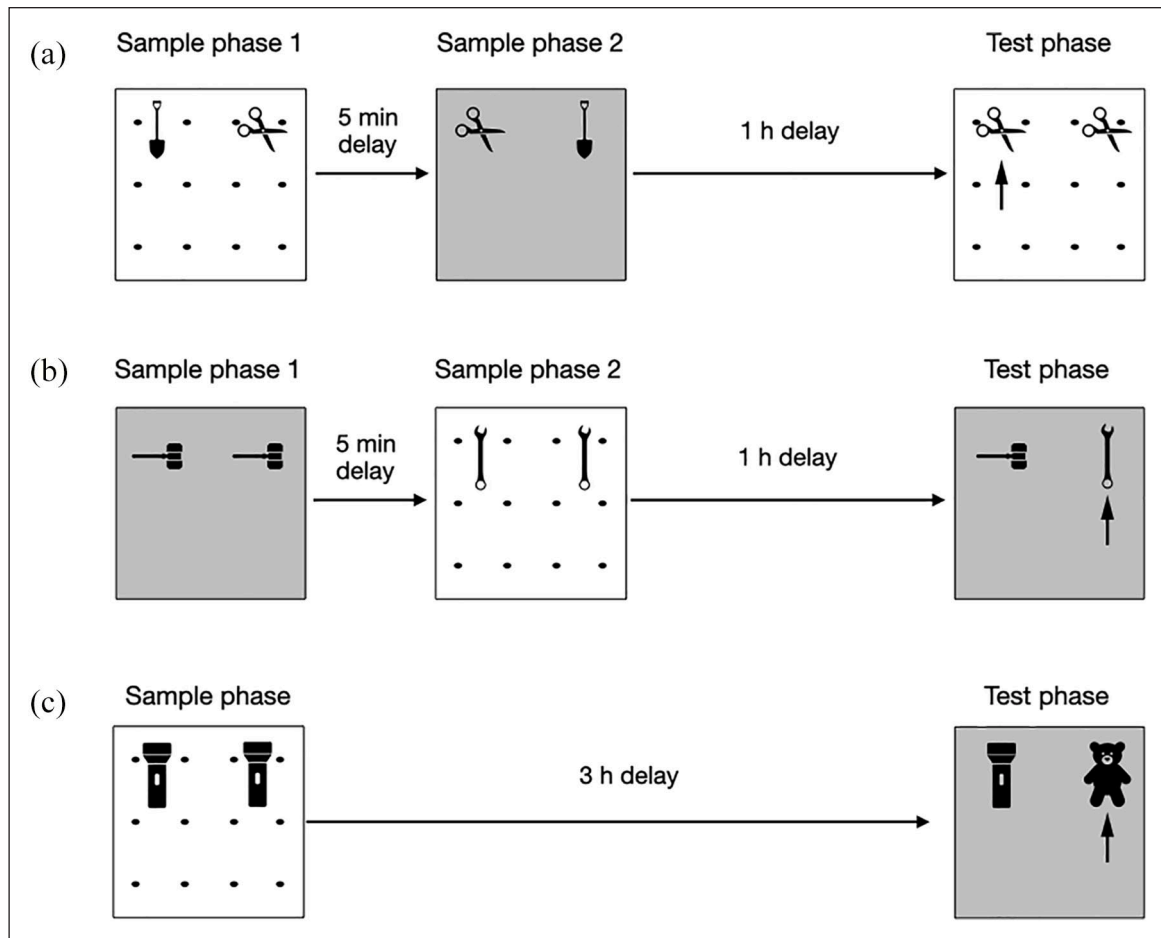 (a)
Sample phase 1
Sample phase 2
Test phase
5 min
delay
1 h delay
(b)
Sample phase 1
Sample phase 2
Test phase
5 min
delay
1 h delay
(c)
Sample phase
Test phase
3 h delay